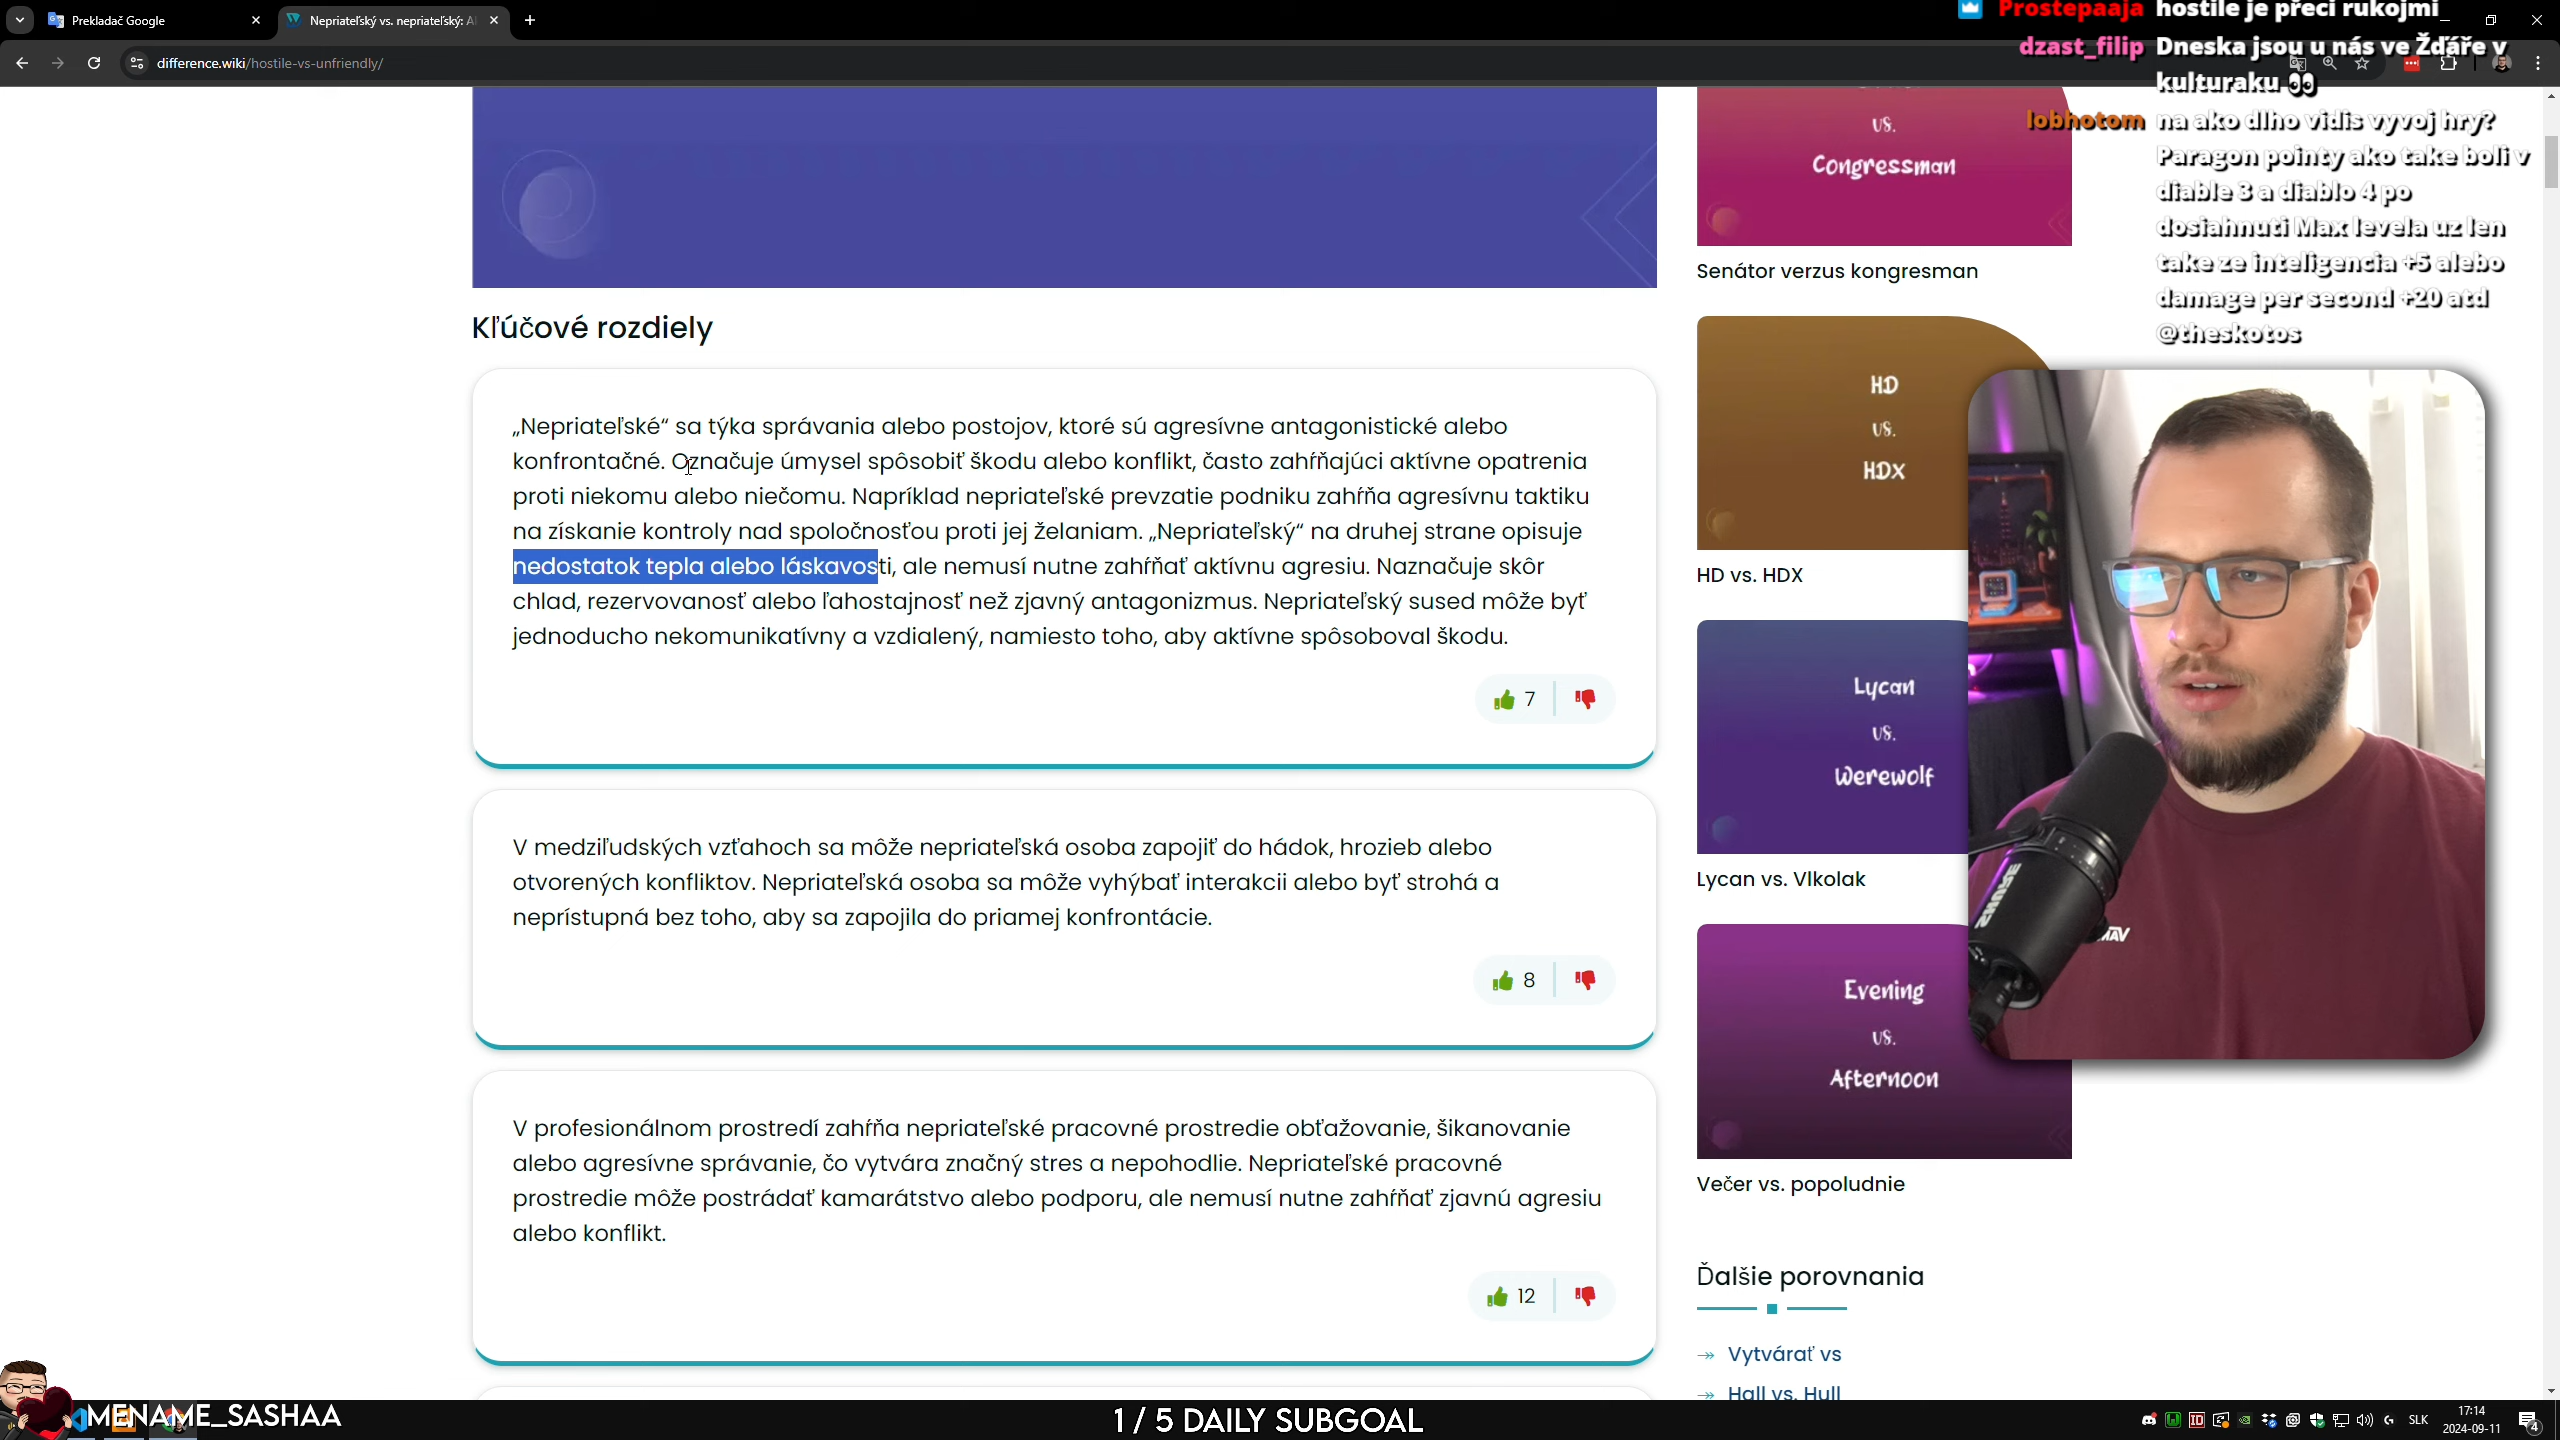 Prekladač Google
Nepriateľský vs. nepriateľský: Al
difference.wiki/hostile-vs-unfriendly/
Prostepaaja hostile je přeci rukojmi
dzast_filip Dneska jsou u nás ve Žďáře v
kulturaku 👀
lobhotom na ako dlho vidis vyvoj hry?
Paragon pointy ako take boli v
diable 3 a diablo 4 po
dosiahnuti Max levela uz len
take ze inteligencia +5 alebo
damage per second +20 atd
@theskotos
Kľúčové rozdiely
„Nepriateľské“ sa týka správania alebo postojov, ktoré sú agresívne antagonistické alebo
konfrontačné. Označuje úmysel spôsobiť škodu alebo konflikt, často zahŕňajúci aktívne opatrenia
proti niekomu alebo niečomu. Napríklad nepriateľské prevzatie podniku zahŕňa agresívnu taktiku
na získanie kontroly nad spoločnosťou proti jej želaniam. „Nepriateľský“ na druhej strane opisuje
nedostatok tepla alebo láskavosti, ale nemusí nutne zahŕňať aktívnu agresiu. Naznačuje skôr
chlad, rezervovanosť alebo ľahostajnosť než zjavný antagonizmus. Nepriateľský sused môže byť
jednoducho nekomunikatívny a vzdialený, namiesto toho, aby aktívne spôsoboval škodu.
7
V medziľudských vzťahoch sa môže nepriateľská osoba zapojiť do hádok, hrozieb alebo
otvorených konfliktov. Nepriateľská osoba sa môže vyhýbať interakcii alebo byť strohá a
neprístupná bez toho, aby sa zapojila do priamej konfrontácie.
8
V profesionálnom prostredí zahŕňa nepriateľské pracovné prostredie obťažovanie, šikanovanie
alebo agresívne správanie, čo vytvára značný stres a nepohodlie. Nepriateľské pracovné
prostredie môže postrádať kamarátstvo alebo podporu, ale nemusí nutne zahŕňať zjavnú agresiu
alebo konflikt.
12
vs.
Congressman
Senátor verzus kongresman
HD
vs.
HDX
HD vs. HDX
Lycan
vs.
Werewolf
Lycan vs. Vlkolak
Evening
vs.
Afternoon
Večer vs. popoludnie
Ďalšie porovnania
Vytvárať vs
Hall vs. Hull
SHURE
MENAME_SASHAA
1 / 5 DAILY SUBGOAL
SLK
17:14
2024-09-11
4